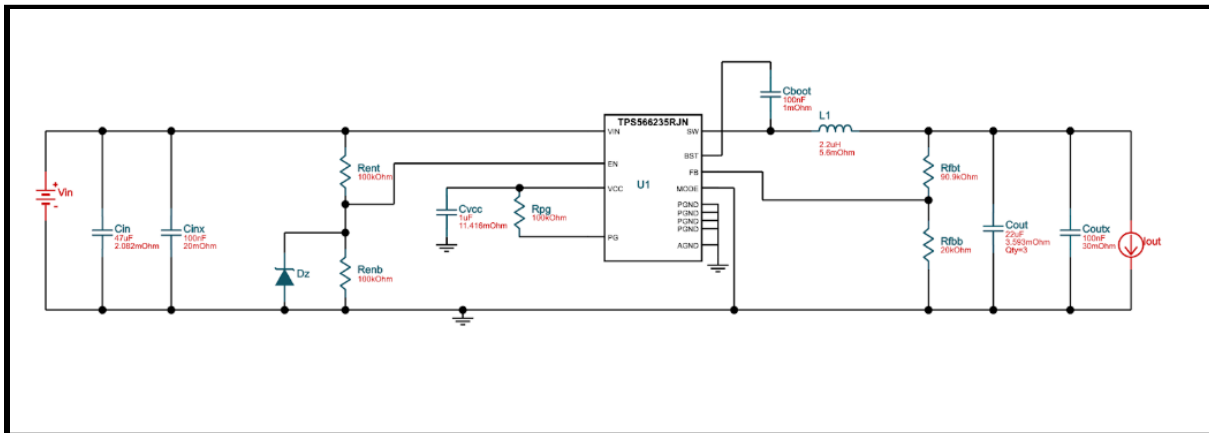 TPS566235RJN
VIN
EN
VCC
PG
SW
BST
FB
MODE
PGND
PGND
PGND
PGND
AGND
U1
Vin
+
-
Cin
47uF
2.082mOhm
Cinx
100nF
20mOhm
Rent
100kOhm
Dz
Renb
100kOhm
Cvcc
1uF
11.416mOhm
Rpg
100kOhm
Cboot
100nF
1mOhm
L1
2.2uH
5.6mOhm
Rfbt
90.9kOhm
Rfbb
20kOhm
Cout
22uF
3.593mOhm
Qty=3
Coutx
100nF
30mOhm
Iout